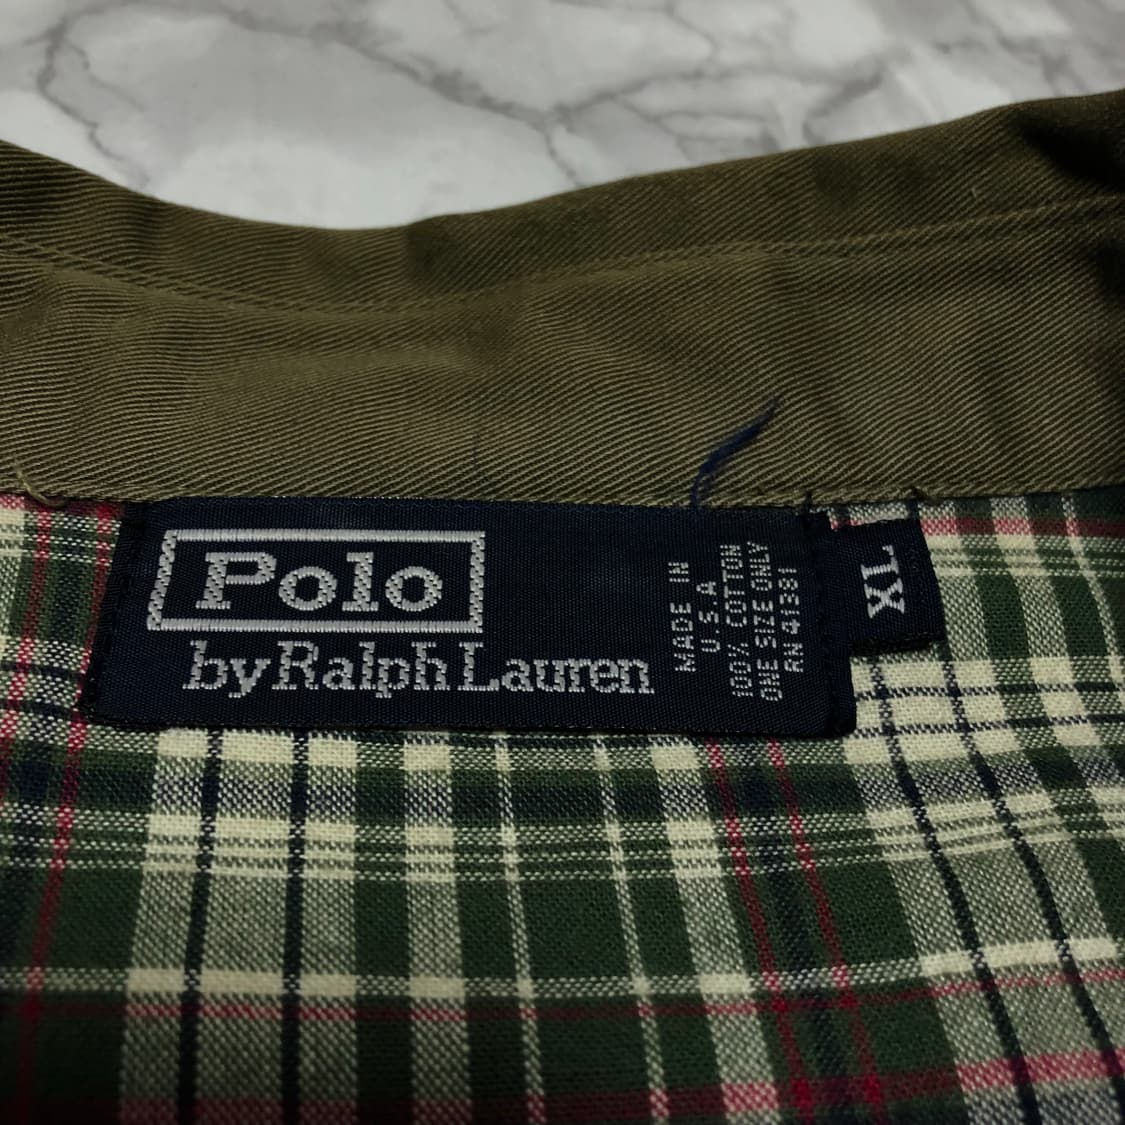 Polo
by Ralph Lauren
MADE IN
U.S.A
100% COTTON
ONE SIZE ONLY
RN 41381
XL